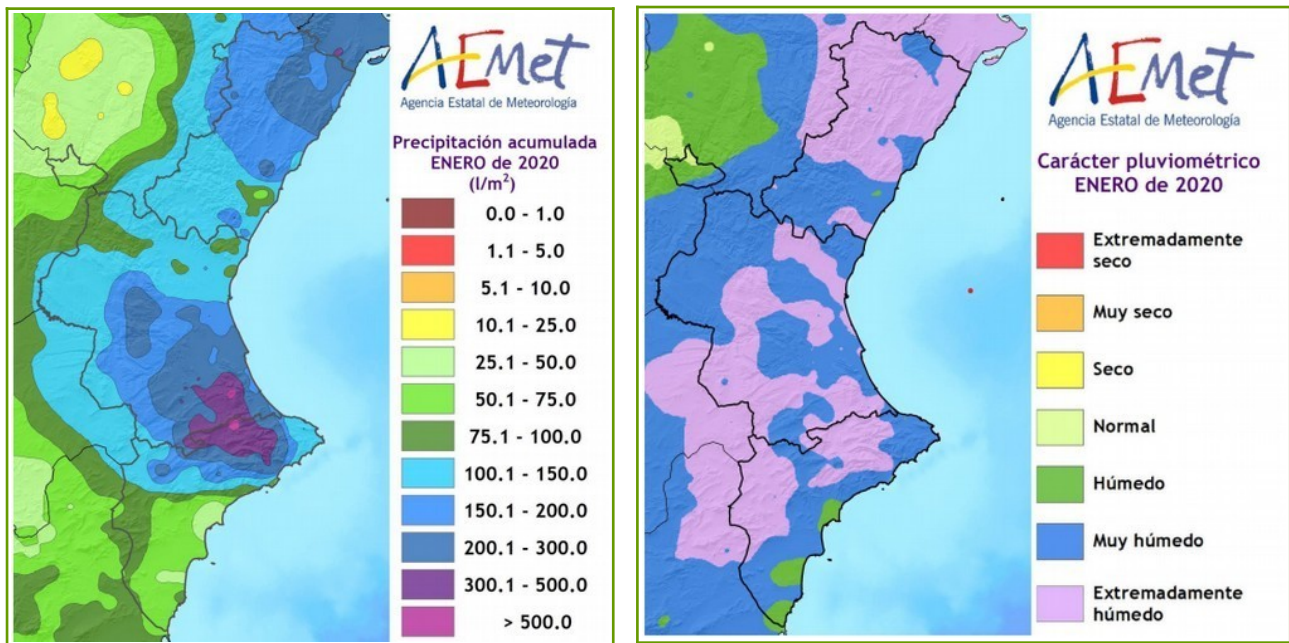 AEMet
Agencia Estatal de Meteorología
Precipitación acumulada
ENERO de 2020
(l/m²)
0.0 - 1.0
1.1 - 5.0
5.1 - 10.0
10.1 - 25.0
25.1 - 50.0
50.1 - 75.0
75.1 - 100.0
100.1 - 150.0
150.1 - 200.0
200.1 - 300.0
300.1 - 500.0
> 500.0
AEMet
Agencia Estatal de Meteorología
Carácter pluviométrico
ENERO de 2020
Extremadamente
seco
Muy seco
Seco
Normal
Húmedo
Muy húmedo
Extremadamente
húmedo